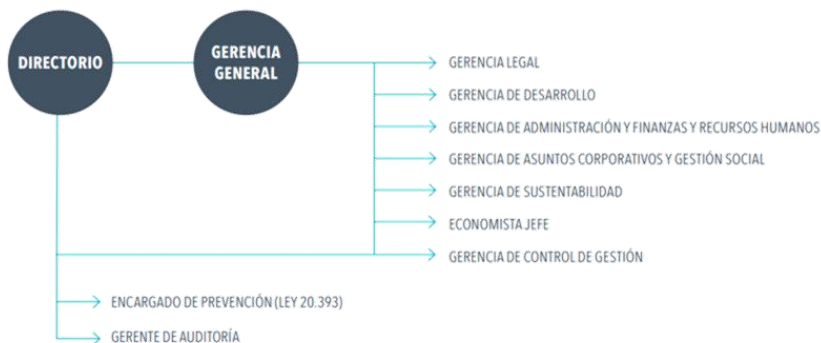 DIRECTORIO
GERENCIA
GENERAL
GERENCIA LEGAL
GERENCIA DE DESARROLLO
GERENCIA DE ADMINISTRACIÓN Y FINANZAS Y RECURSOS HUMANOS
GERENCIA DE ASUNTOS CORPORATIVOS Y GESTIÓN SOCIAL
GERENCIA DE SUSTENTABILIDAD
ECONOMISTA JEFE
GERENCIA DE CONTROL DE GESTIÓN
ENCARGADO DE PREVENCIÓN (LEY 20.393)
GERENTE DE AUDITORÍA